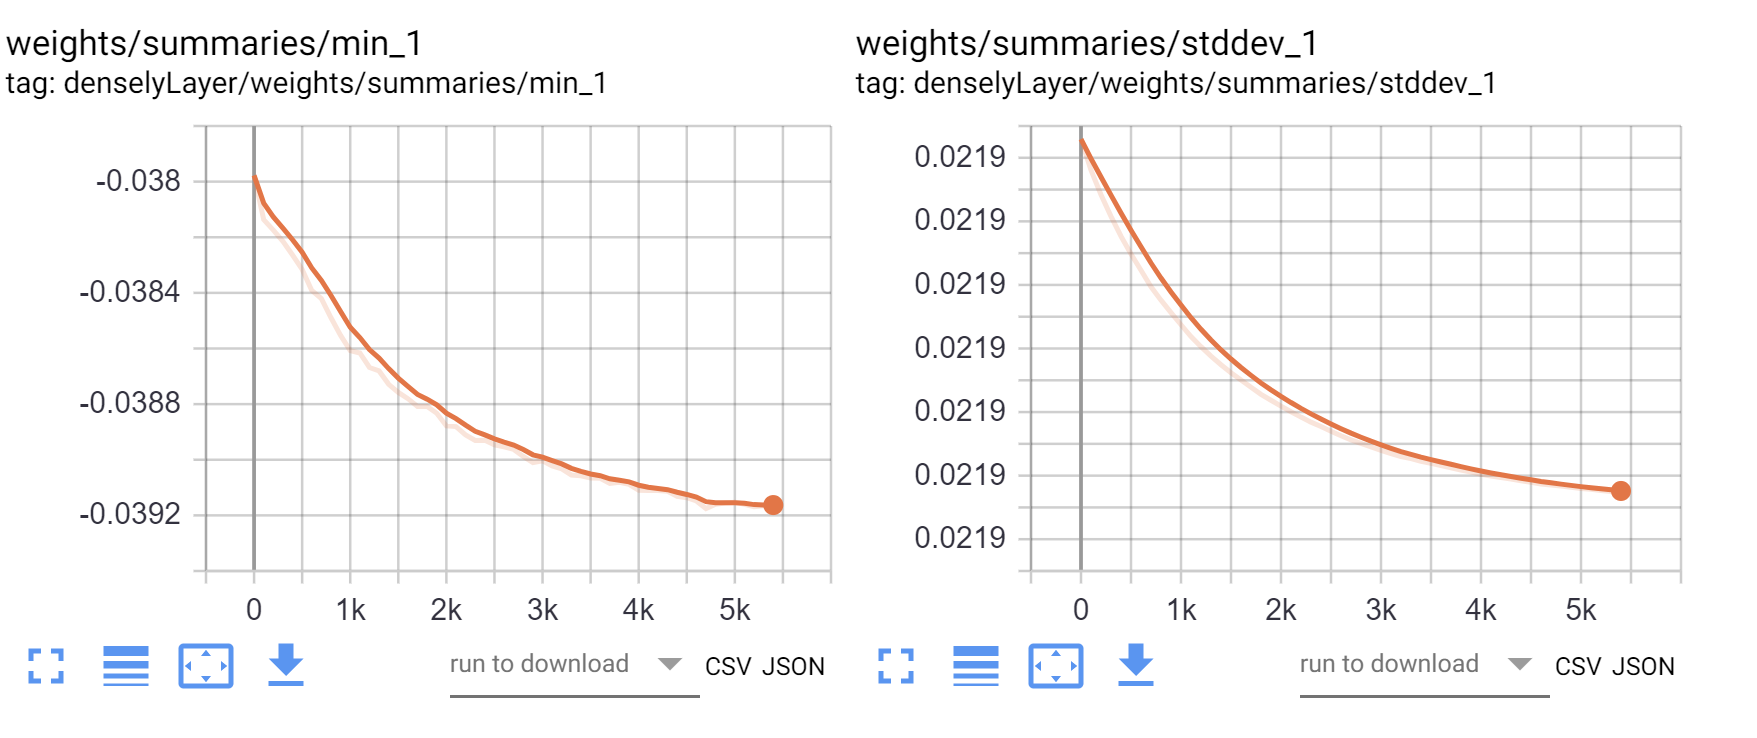 weights/summaries/min_1
tag: denselyLayer/weights/summaries/min_1
-0.038
-0.0384
-0.0388
-0.0392
0 1k 2k 3k 4k 5k
run to download CSV JSON
weights/summaries/stddev_1
tag: denselyLayer/weights/summaries/stddev_1
0.0219
0.0219
0.0219
0.0219
0.0219
0.0219
0.0219
0 1k 2k 3k 4k 5k
run to download CSV JSON